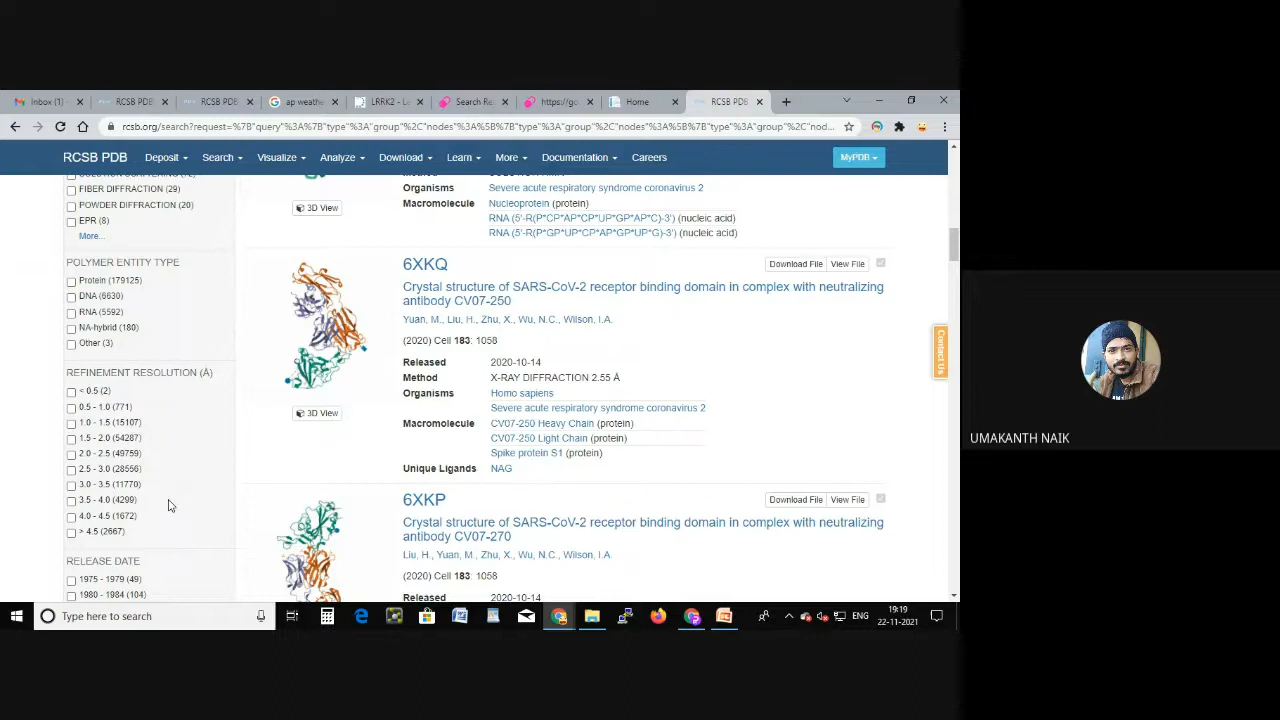 Inbox (1)
RCSB PDB
RCSB PDB
ap weathe
LRRK2 - Le
Search Re
https://go
Home
RCSB PDB
rcsb.org/search?request=%7B"query"%3A%7B"type"%3A"group"%2C"nodes"%3A%5B%7B"type"%3A"group"%2C"nodes"%3A%5B%7B"type"%3A"group"%2C"nod...
RCSB PDB Deposit Search Visualize Analyze Download Learn More Documentation Careers MyPDB
FIBER DIFFRACTION (29)
POWDER DIFFRACTION (20)
EPR (8)
More...
POLYMER ENTITY TYPE
Protein (179125)
DNA (6630)
RNA (5592)
NA-hybrid (180)
Other (3)
REFINEMENT RESOLUTION (Å)
< 0.5 (2)
0.5 - 1.0 (771)
1.0 - 1.5 (15107)
1.5 - 2.0 (54287)
2.0 - 2.5 (49759)
2.5 - 3.0 (28556)
3.0 - 3.5 (11770)
3.5 - 4.0 (4299)
4.0 - 4.5 (1672)
> 4.5 (2667)
RELEASE DATE
1975 - 1979 (49)
1980 - 1984 (104)
3D View
Organisms Severe acute respiratory syndrome coronavirus 2
Macromolecule Nucleoprotein (protein)
RNA (5'-R(P*CP*AP*CP*UP*GP*AP*C)-3') (nucleic acid)
RNA (5'-R(P*GP*UP*CP*AP*GP*UP*G)-3') (nucleic acid)
6XKQ
Download File View File
Crystal structure of SARS-CoV-2 receptor binding domain in complex with neutralizing
antibody CV07-250
Yuan, M., Liu, H., Zhu, X., Wu, N.C., Wilson, I.A.
(2020) Cell 183: 1058
Released 2020-10-14
Method X-RAY DIFFRACTION 2.55 Å
Organisms Homo sapiens
Severe acute respiratory syndrome coronavirus 2
3D View
Macromolecule CV07-250 Heavy Chain (protein)
CV07-250 Light Chain (protein)
Spike protein S1 (protein)
Unique Ligands NAG
6XKP
Download File View File
Crystal structure of SARS-CoV-2 receptor binding domain in complex with neutralizing
antibody CV07-270
Liu, H., Yuan, M., Zhu, X., Wu, N.C., Wilson, I.A.
(2020) Cell 183: 1058
Released 2020-10-14
Contact Us
Type here to search
ENG
19:19
22-11-2021
UMAKANTH NAIK